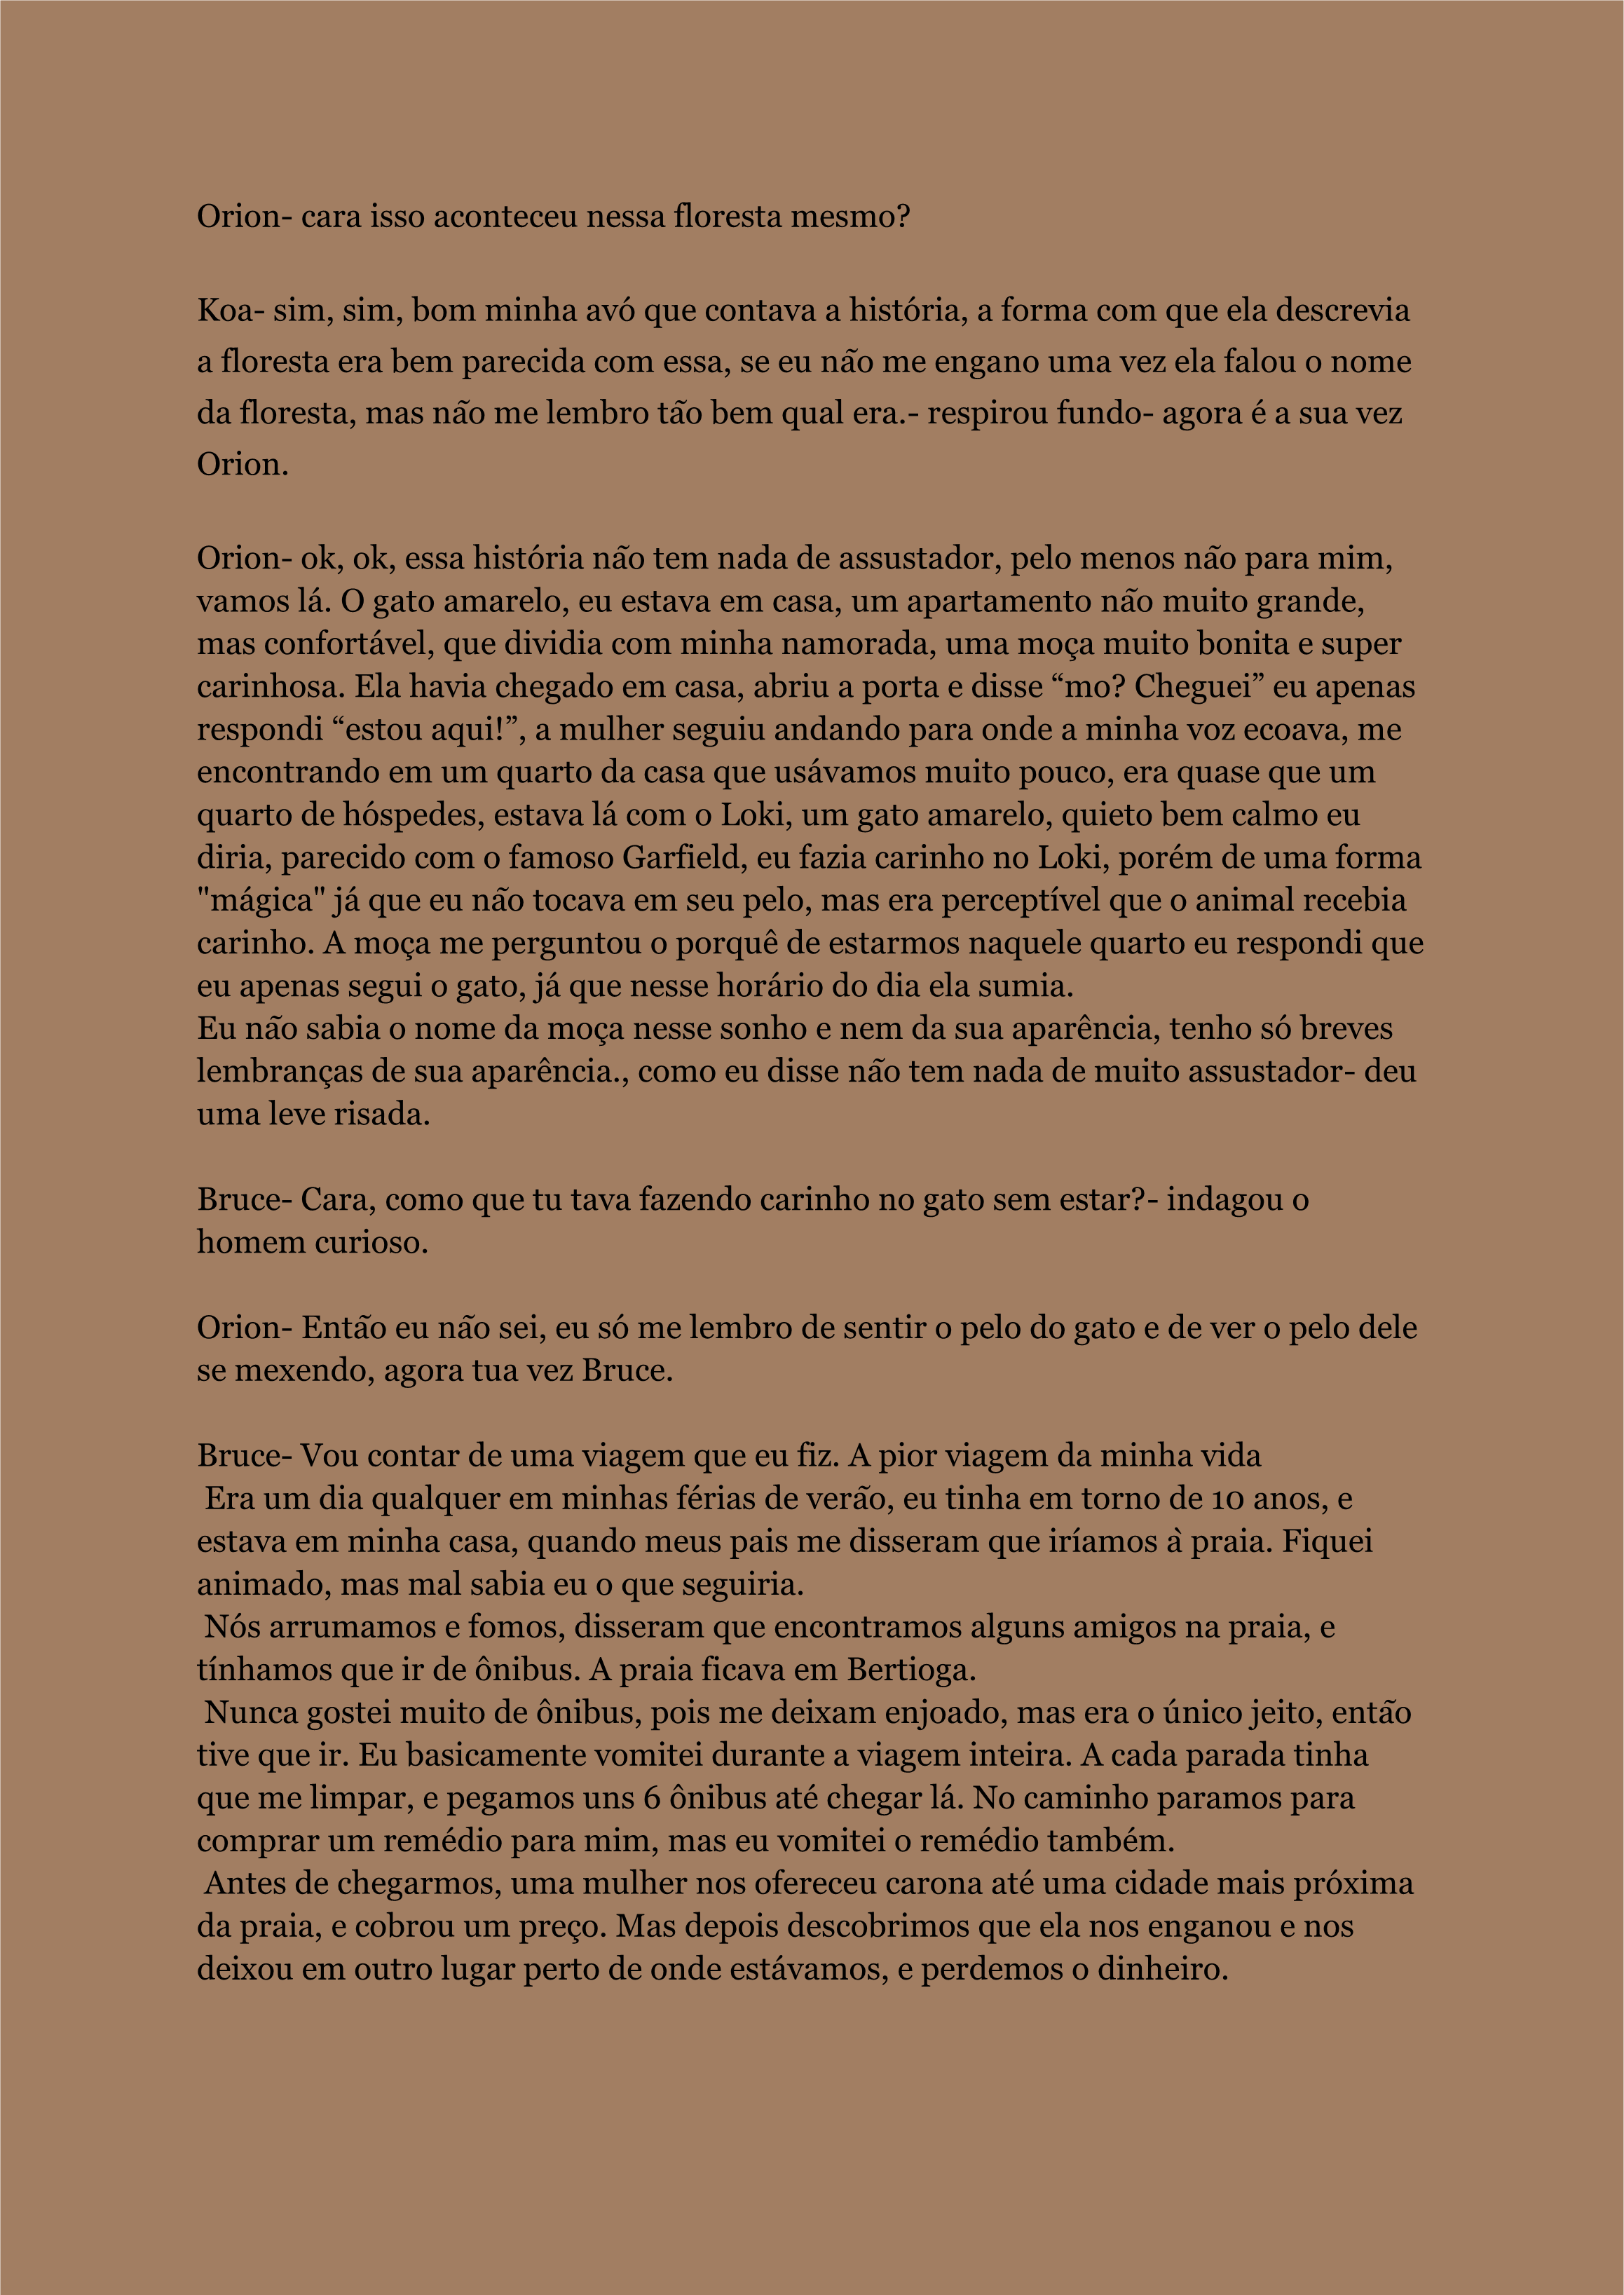 Orion- cara isso aconteceu nessa floresta mesmo?
Koa- sim, sim, bom minha avó que contava a história, a forma com que ela descrevia
a floresta era bem parecida com essa, se eu não me engano uma vez ela falou o nome
da floresta, mas não me lembro tão bem qual era.- respirou fundo- agora é a sua vez
Orion.
Orion- ok, ok, essa história não tem nada de assustador, pelo menos não para mim,
vamos lá. O gato amarelo, eu estava em casa, um apartamento não muito grande,
mas confortável, que dividia com minha namorada, uma moça muito bonita e super
carinhosa. Ela havia chegado em casa, abriu a porta e disse “mo? Cheguei” eu apenas
respondi “estou aqui!”, a mulher seguiu andando para onde a minha voz ecoava, me
encontrando em um quarto da casa que usávamos muito pouco, era quase que um
quarto de hóspedes, estava lá com o Loki, um gato amarelo, quieto bem calmo eu
diria, parecido com o famoso Garfield, eu fazia carinho no Loki, porém de uma forma
"mágica" já que eu não tocava em seu pelo, mas era perceptível que o animal recebia
carinho. A moça me perguntou o porquê de estarmos naquele quarto eu respondi que
eu apenas segui o gato, já que nesse horário do dia ela sumia.
Eu não sabia o nome da moça nesse sonho e nem da sua aparência, tenho só breves
lembranças de sua aparência., como eu disse não tem nada de muito assustador- deu
uma leve risada.
Bruce- Cara, como que tu tava fazendo carinho no gato sem estar?- indagou o
homem curioso.
Orion- Então eu não sei, eu só me lembro de sentir o pelo do gato e de ver o pelo dele
se mexendo, agora tua vez Bruce.
Bruce- Vou contar de uma viagem que eu fiz. A pior viagem da minha vida
Era um dia qualquer em minhas férias de verão, eu tinha em torno de 10 anos, e
estava em minha casa, quando meus pais me disseram que iríamos à praia. Fiquei
animado, mas mal sabia eu o que seguiria.
Nós arrumamos e fomos, disseram que encontramos alguns amigos na praia, e
tínhamos que ir de ônibus. A praia ficava em Bertioga.
Nunca gostei muito de ônibus, pois me deixam enjoado, mas era o único jeito, então
tive que ir. Eu basicamente vomitei durante a viagem inteira. A cada parada tinha
que me limpar, e pegamos uns 6 ônibus até chegar lá. No caminho paramos para
comprar um remédio para mim, mas eu vomitei o remédio também.
Antes de chegarmos, uma mulher nos ofereceu carona até uma cidade mais próxima
da praia, e cobrou um preço. Mas depois descobrimos que ela nos enganou e nos
deixou em outro lugar perto de onde estávamos, e perdemos o dinheiro.